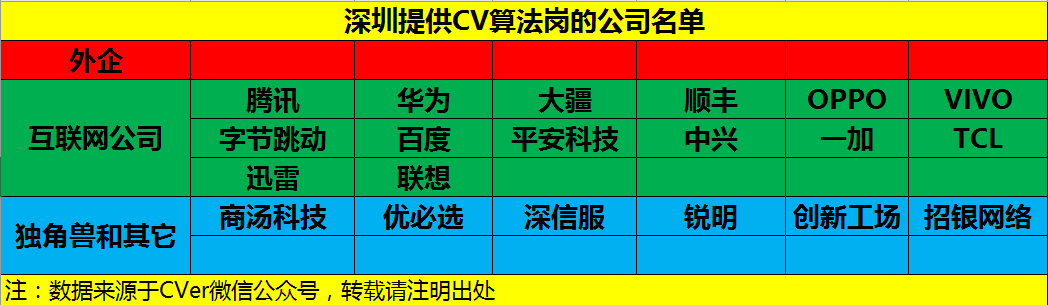 深圳提供CV算法岗的公司名单
外企
腾讯 华为 大疆 顺丰 OPPO VIVO
互联网公司 字节跳动 百度 平安科技 中兴 一加 TCL
迅雷 联想
独角兽和其它 商汤科技 优必选 深信服 锐明 创新工场 招银网络
注：数据来源于CVer微信公众号，转载请注明出处